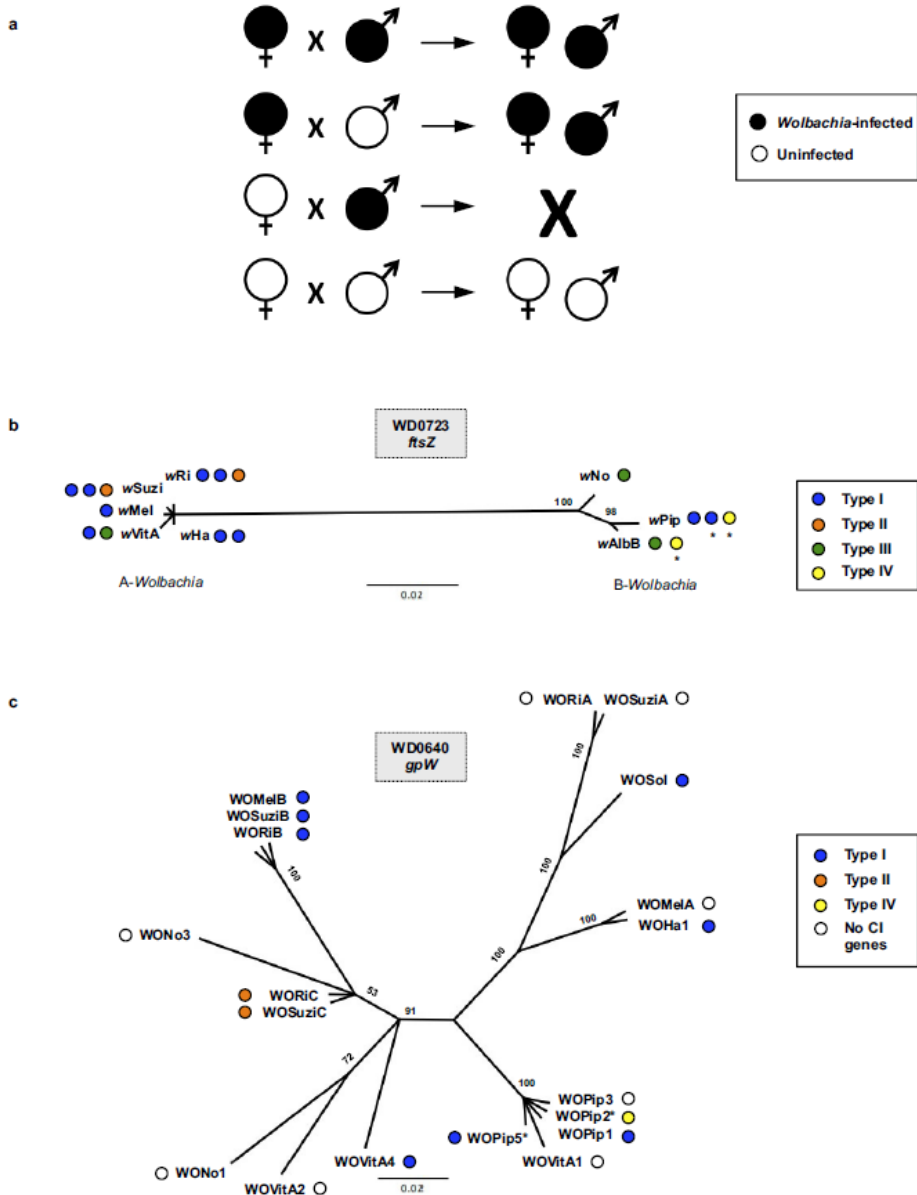 a
X
Wolbachia-infected
X
Uninfected
X
X
X
b
WD0723
ftsZ
wRi
wSuzi
wMel
wVitA
wHa
A-Wolbachia
0.02
100
wNo
98
wPip
* *
wAlbB
*
B-Wolbachia
Type I
Type II
Type III
Type IV
c
WD0640
gpW
WORiA WOSuziA
100
WOSol
WOMelB
WOSuziB
WORiB
100
100
WOMelA
100
WOHa1
100
WONo3
53
WORiC
WOSuziC
91
72
100
WOPip3
WOPip2*
WOPip5*
WOPip1
WOVitA4
WOVitA1
WONo1
WOVitA2
0.02
Type I
Type II
Type IV
No CI
genes